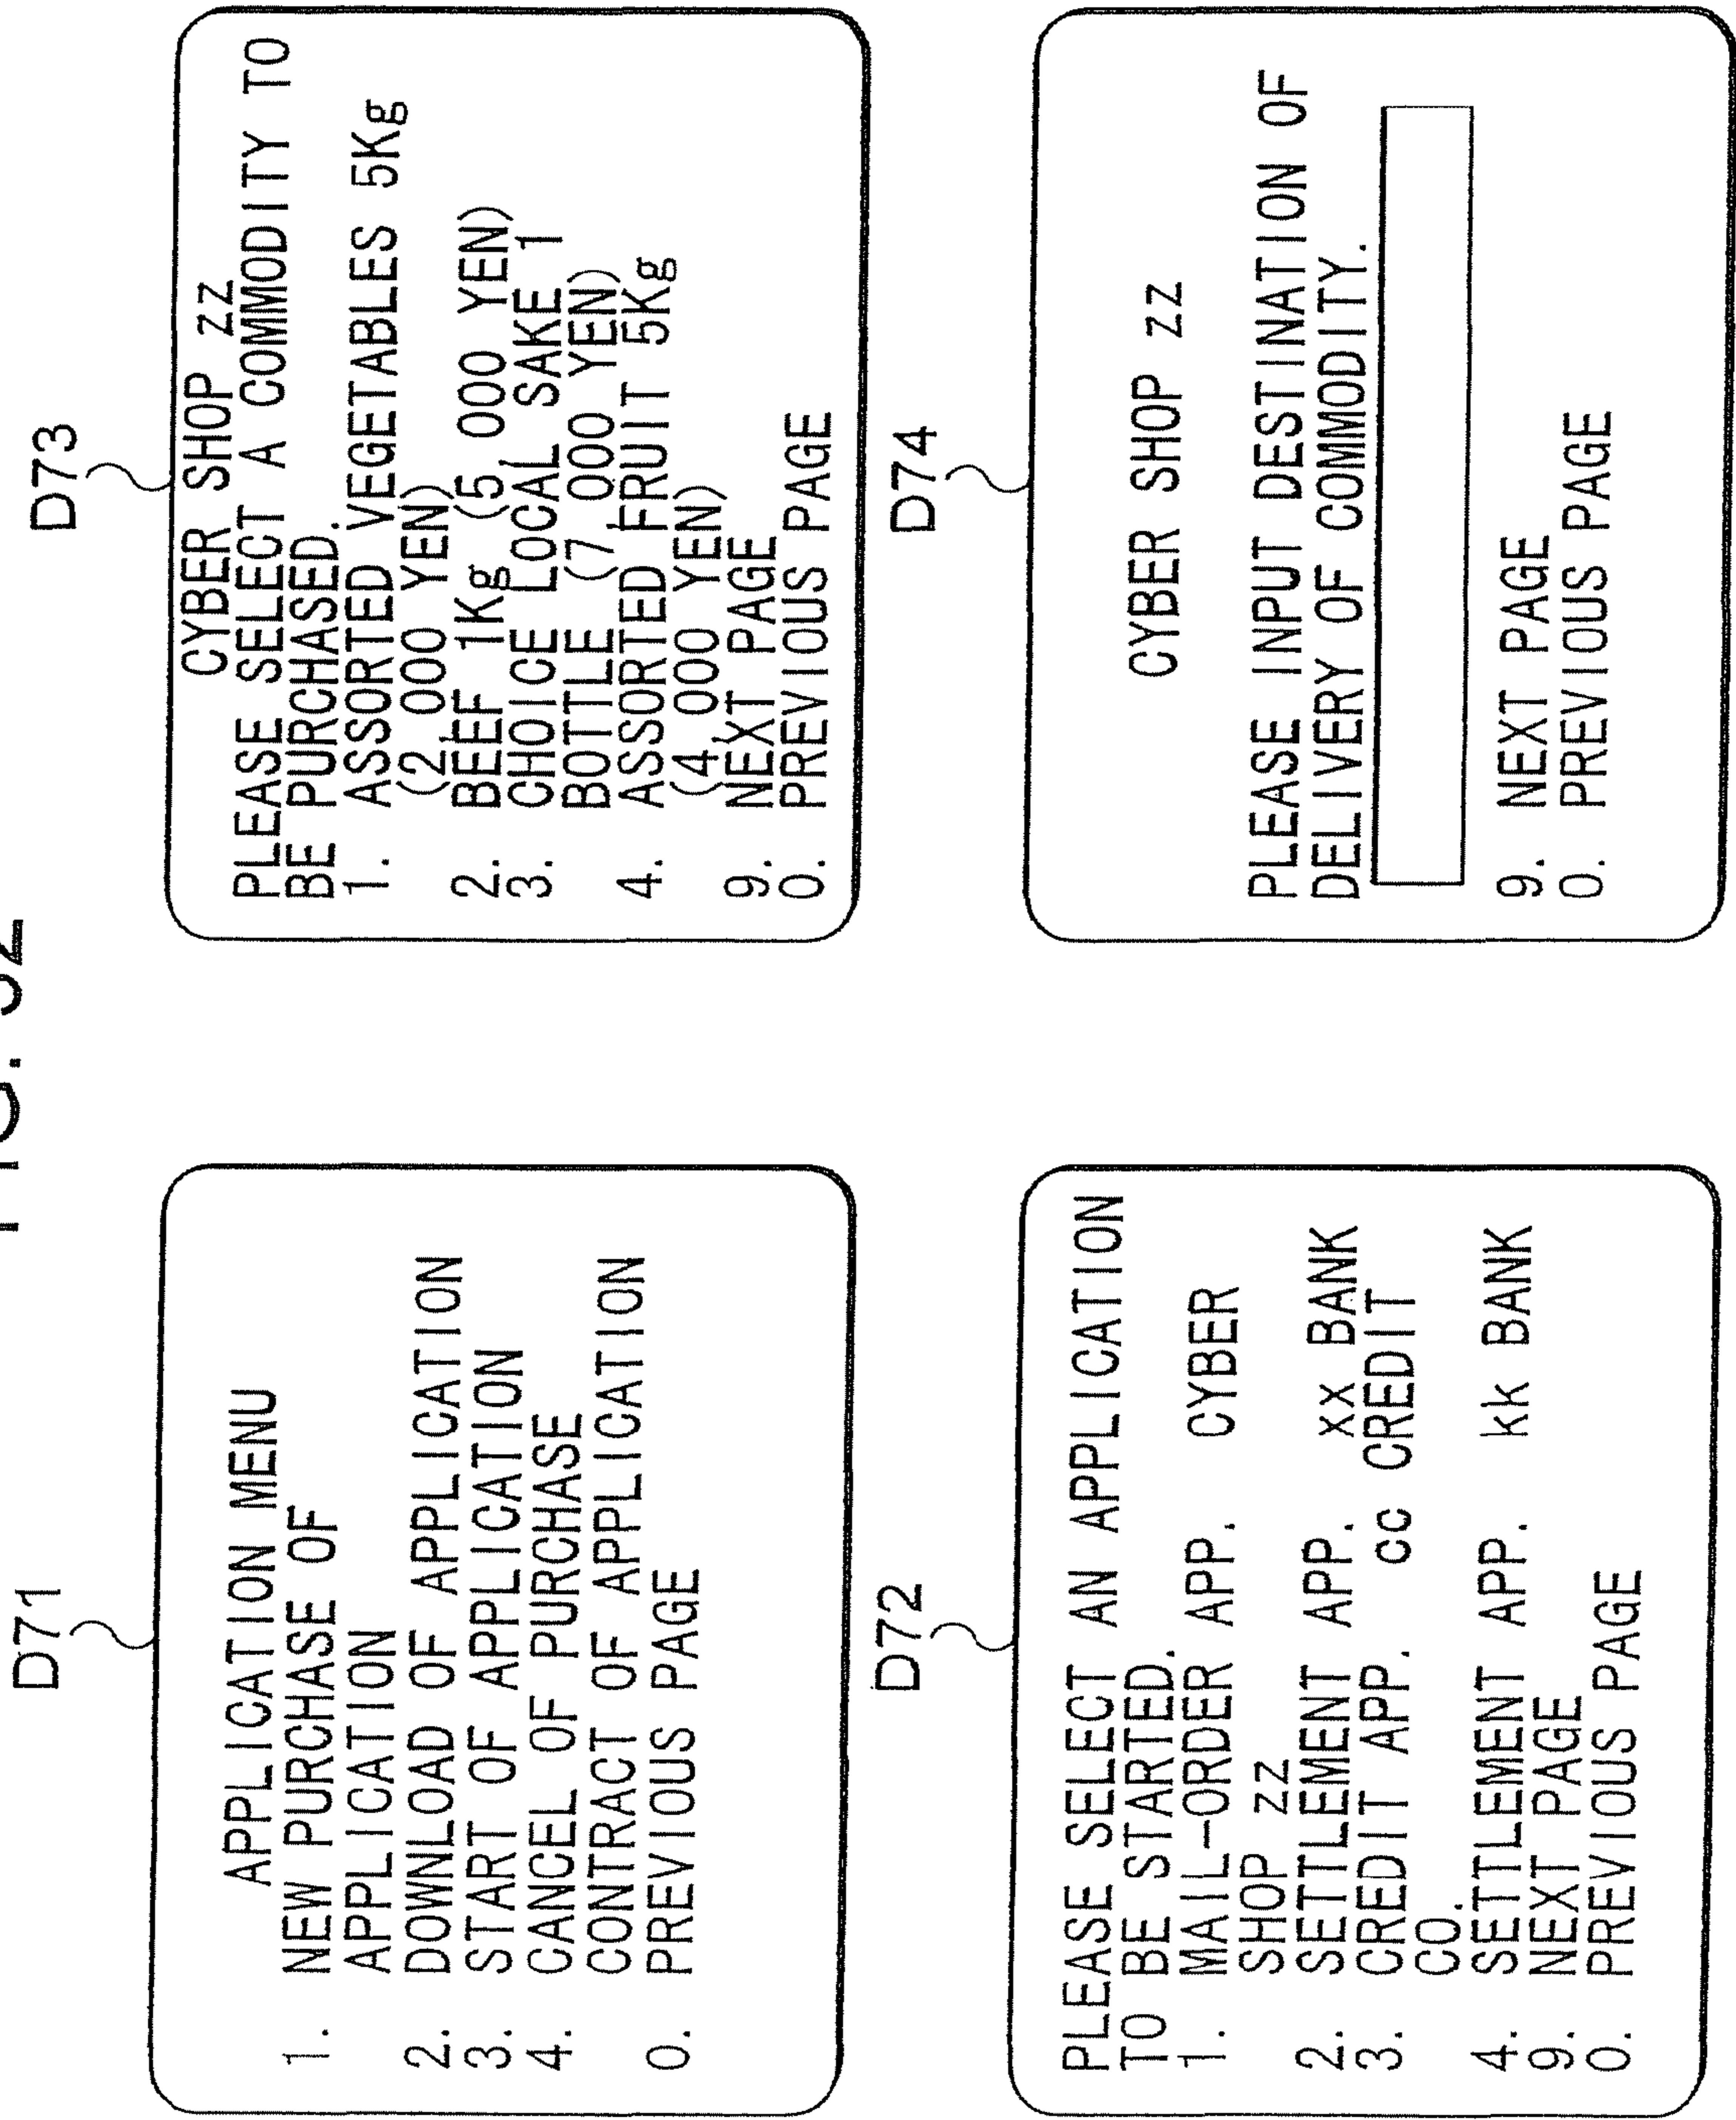 FIG.
D71
APPLICATION MENU
1. NEW PURCHASE OF
APPLICATION
2. DOWNLOAD OF APPLICATION
3. START OF APPLICATION
4. CANCEL OF PURCHASE
CONTRACT OF APPLICATION
0. PREVIOUS PAGE
D72
PLEASE SELECT AN APPLICATION
TO BE STARTED.
1. MAIL-ORDER APP. CYBER
SHOP zz
2. SETTLEMENT APP. xx BANK
3. CREDIT APP. cc CREDIT
CO.
4. SETTLEMENT APP. kk BANK
9. NEXT PAGE
0. PREVIOUS PAGE
D73
CYBER SHOP zz
PLEASE SELECT A COMMODITY TO
BE PURCHASED.
1. ASSORTED VEGETABLES 5Kg
(2,000 YEN)
2. BEEF 1Kg (5,000 YEN)
3. CHOICE LOCAL SAKE 1
BOTTLE (7,000 YEN)
4. ASSORTED FRUIT 5Kg
(4,000 YEN)
9. NEXT PAGE
0. PREVIOUS PAGE
D74
CYBER SHOP zz
PLEASE INPUT DESTINATION OF
DELIVERY OF COMMODITY.
9. NEXT PAGE
0. PREVIOUS PAGE